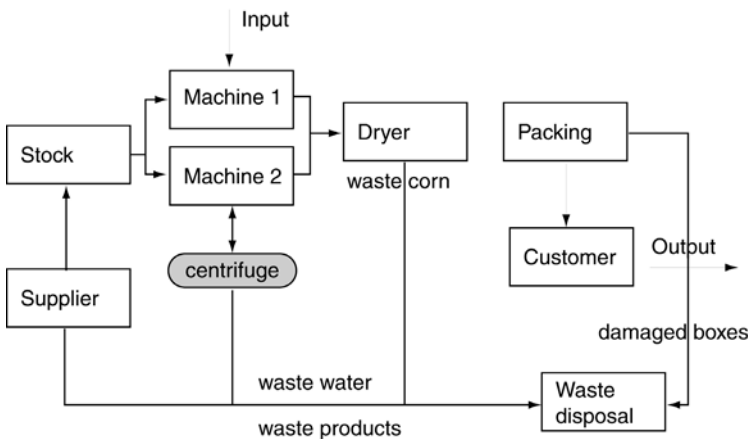 Input
Machine 1
Stock
Dryer
Packing
Machine 2
waste corn
centrifuge
Customer
Output
Supplier
damaged boxes
waste water
Waste
disposal
waste products